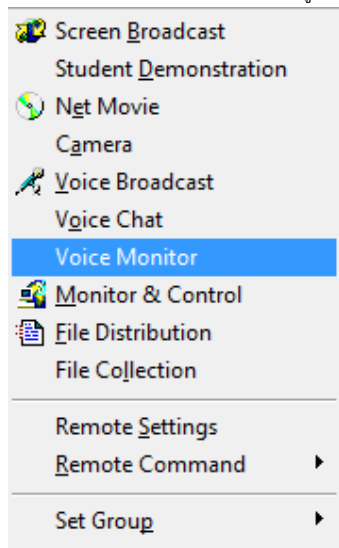 Screen Broadcast
Student Demonstration
Net Movie
Camera
Voice Broadcast
Voice Chat
Voice Monitor
Monitor & Control
File Distribution
File Collection
Remote Settings
Remote Command
Set Group